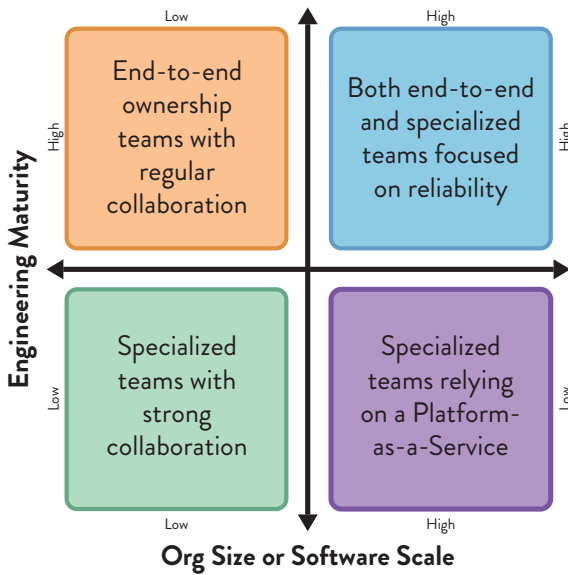 Low
High
End-to-end
ownership
teams with
regular
collaboration
Both end-to-end
and specialized
teams focused
on reliability
High
High
Engineering Maturity
Specialized
teams with
strong
collaboration
Specialized
teams relying
on a Platform-
as-a-Service
Low
Low
Low
High
Org Size or Software Scale